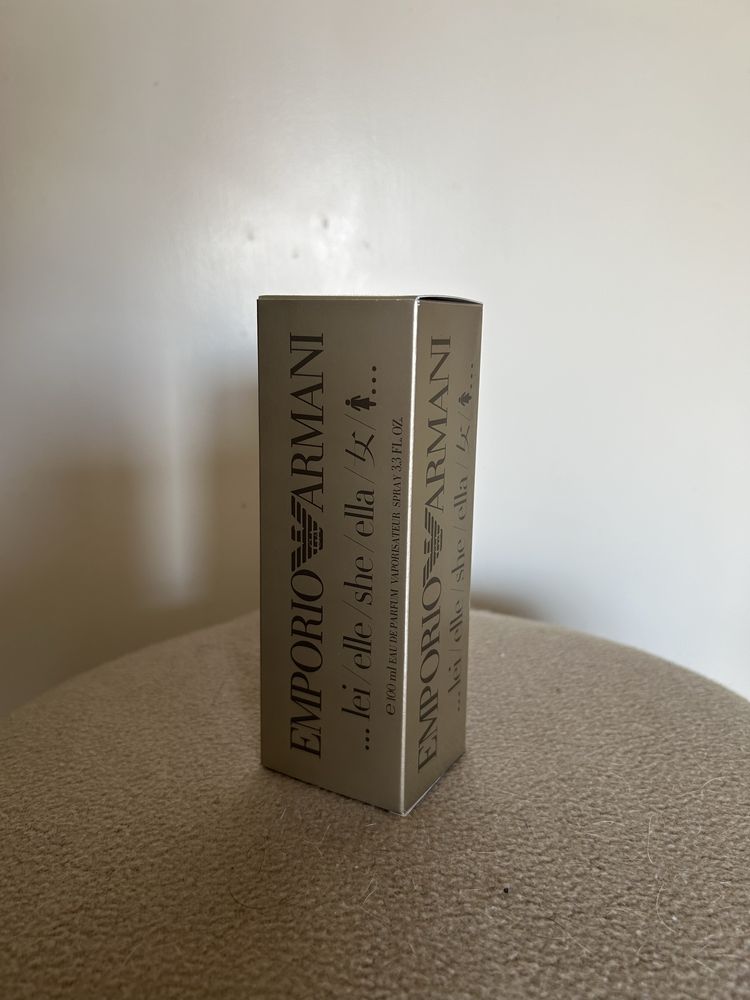 EMPORIO ARMANI
... lei / elle / she / ella / 女 / ...
e 100 ml EAU DE PARFUM VAPORISATEUR SPRAY 3.3 FL. OZ
EMPORIO ARMANI
... lei / elle / she / ella / 女 / ...